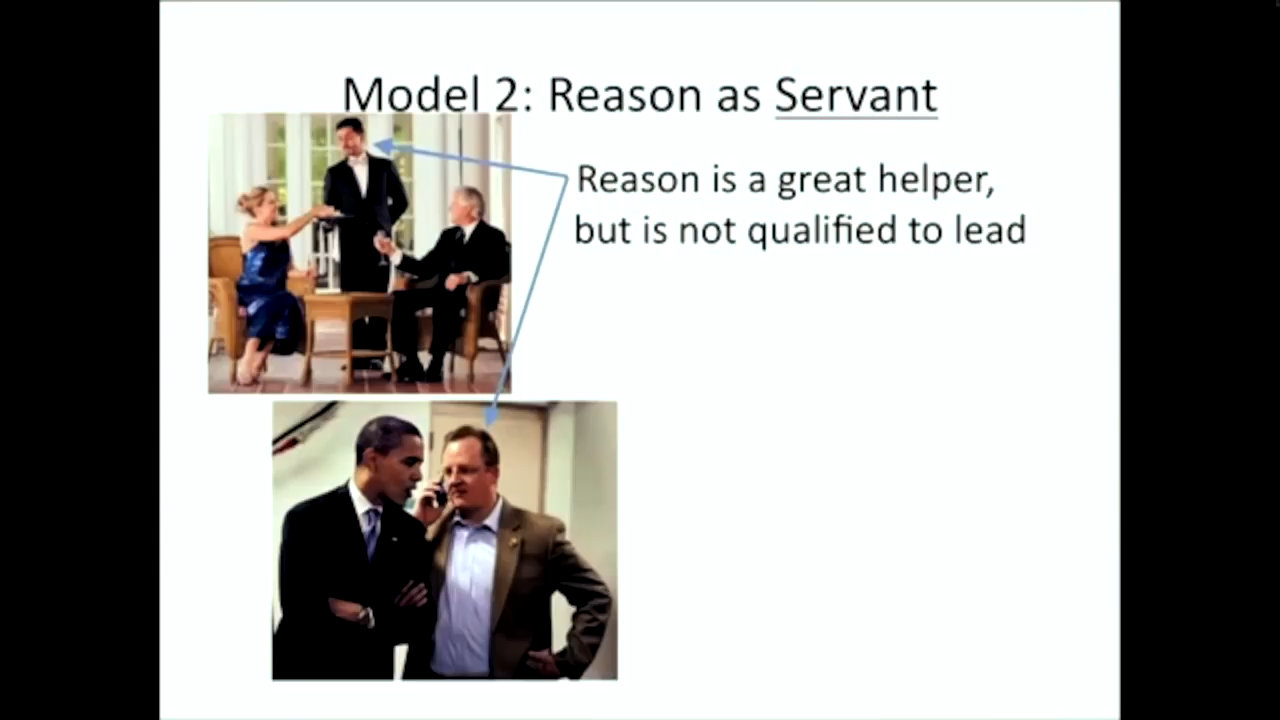 Model 2: Reason as Servant
Reason is a great helper,
but is not qualified to lead